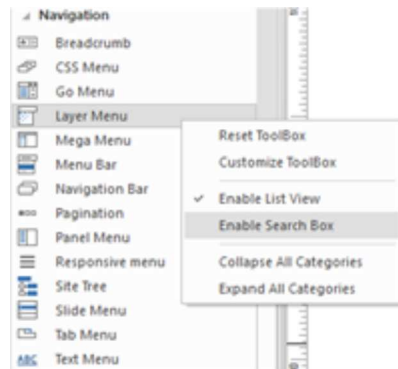 Navigation
Breadcrumb
CSS Menu
Go Menu
Layer Menu
Mega Menu
Menu Bar
Navigation Bar
Pagination
Panel Menu
Responsive menu
Site Tree
Slide Menu
Tab Menu
ABC Text Menu
Reset ToolBox
Customize ToolBox
Enable List View
Enable Search Box
Collapse All Categories
Expand All Categories